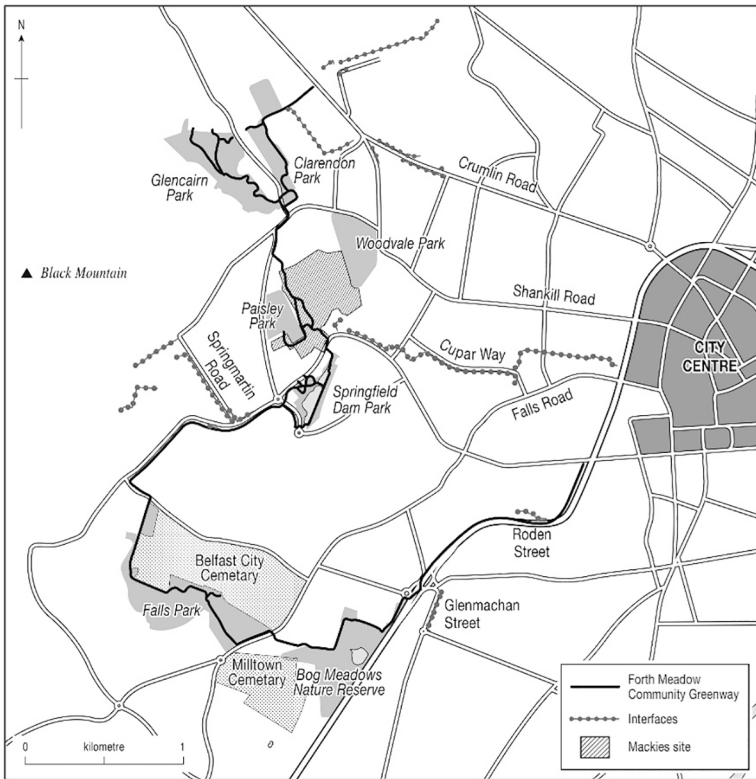 N
Clarendon
Park
Glencairn
Park
Crumlin Road
Woodvale Park
Black Mountain
Shankill Road
Paisley
Park
CITY
CENTRE
Springmartin
Road
Cupar Way
Springfield
Dam Park
Falls Road
Roden
Street
Belfast City
Cemetary
Falls Park
Glenmachan
Street
Milltown
Cemetary
Bog Meadows
Nature Reserve
Forth Meadow
Community Greenway
Interfaces
Mackies site
0 kilometre 1